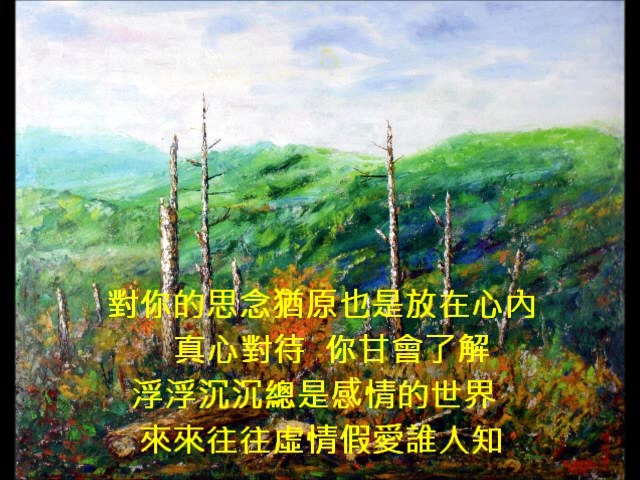 對你的思念猶原也是放在心內
真心對待 你甘會了解
浮浮沉沉總是感情的世界
來來往往虛情假愛誰人知